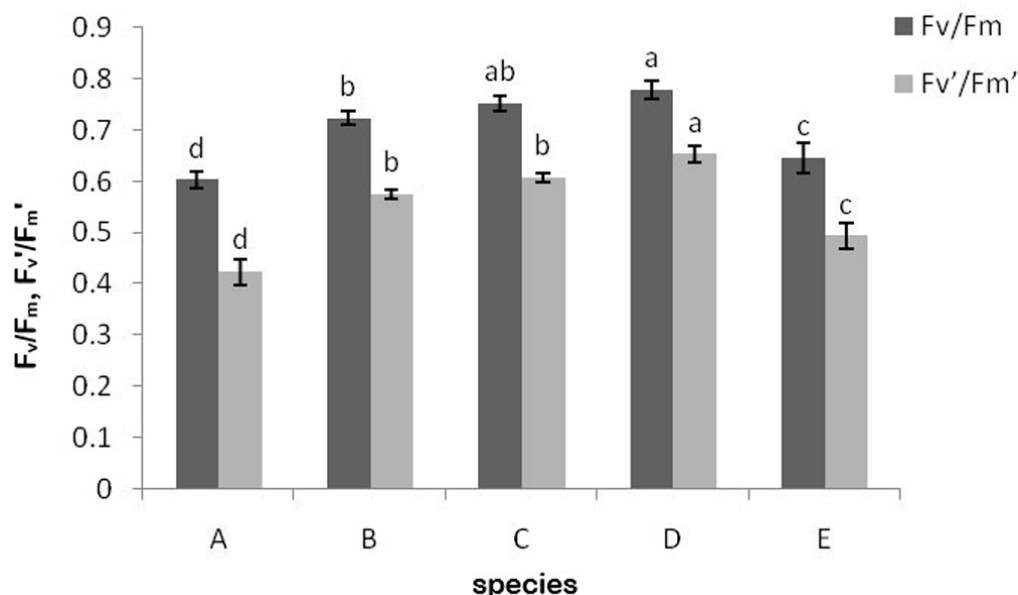 0.9
0.8
0.7
0.6
0.5
0.4
0.3
0.2
0.1
0
Fv/Fm, Fv'/Fm'
d
d
b
b
ab
b
a
a
c
c
A B C D E
species
Fv/Fm
Fv’/Fm’